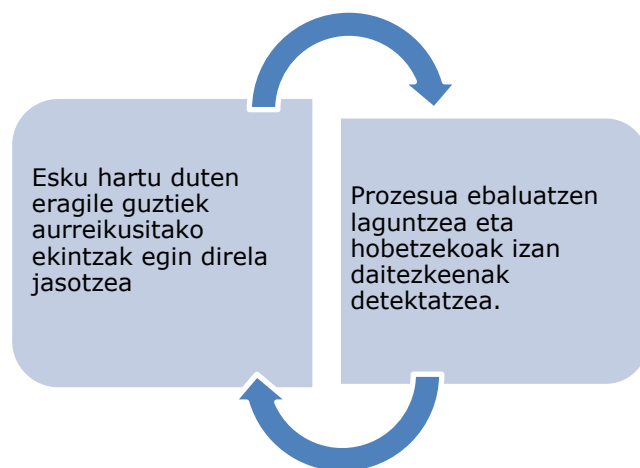 Esku hartu duten
eragile guztiek
aurreikusitako
ekintzak egin direla
jasotzea
Prozesua ebaluatzen
laguntzea eta
hobetzekoak izan
daitezkeenak
detektatzea.